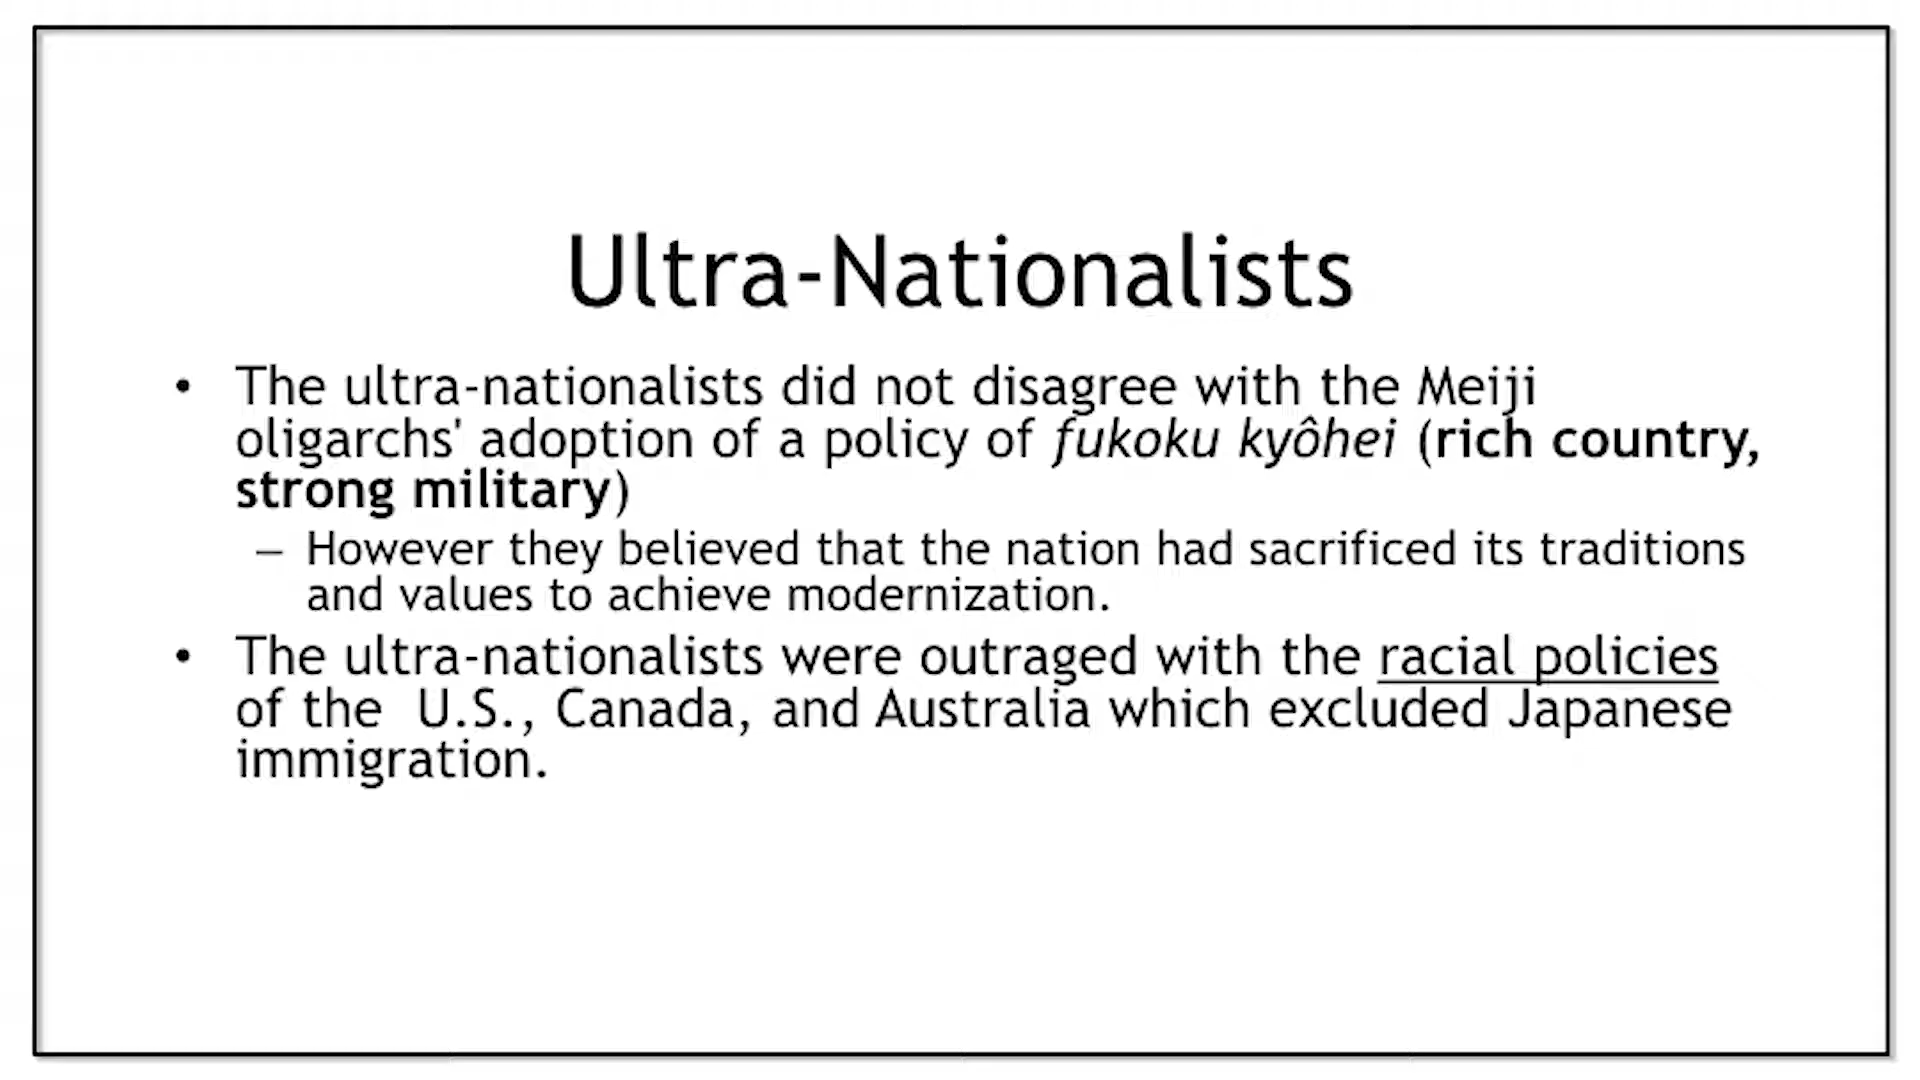 Ultra-Nationalists
• The ultra-nationalists did not disagree with the Meiji
oligarchs' adoption of a policy of fukoku kyôhei (rich country,
strong military)
– However they believed that the nation had sacrificed its traditions
and values to achieve modernization.
• The ultra-nationalists were outraged with the racial policies
of the  U.S., Canada, and Australia which excluded Japanese
immigration.